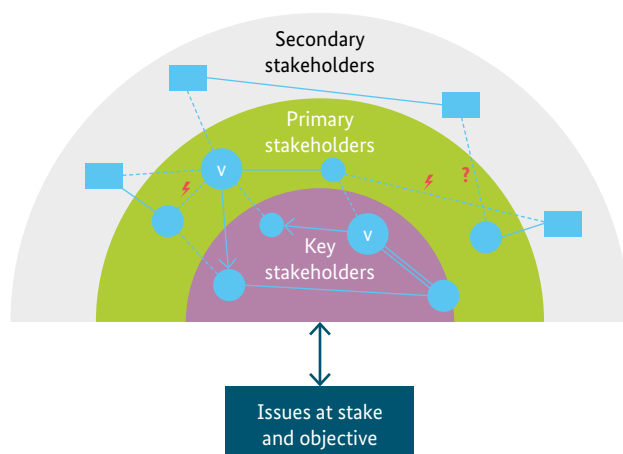 Secondary
stakeholders
Primary
stakeholders
?
v
v
Key
stakeholders
Issues at stake
and objective